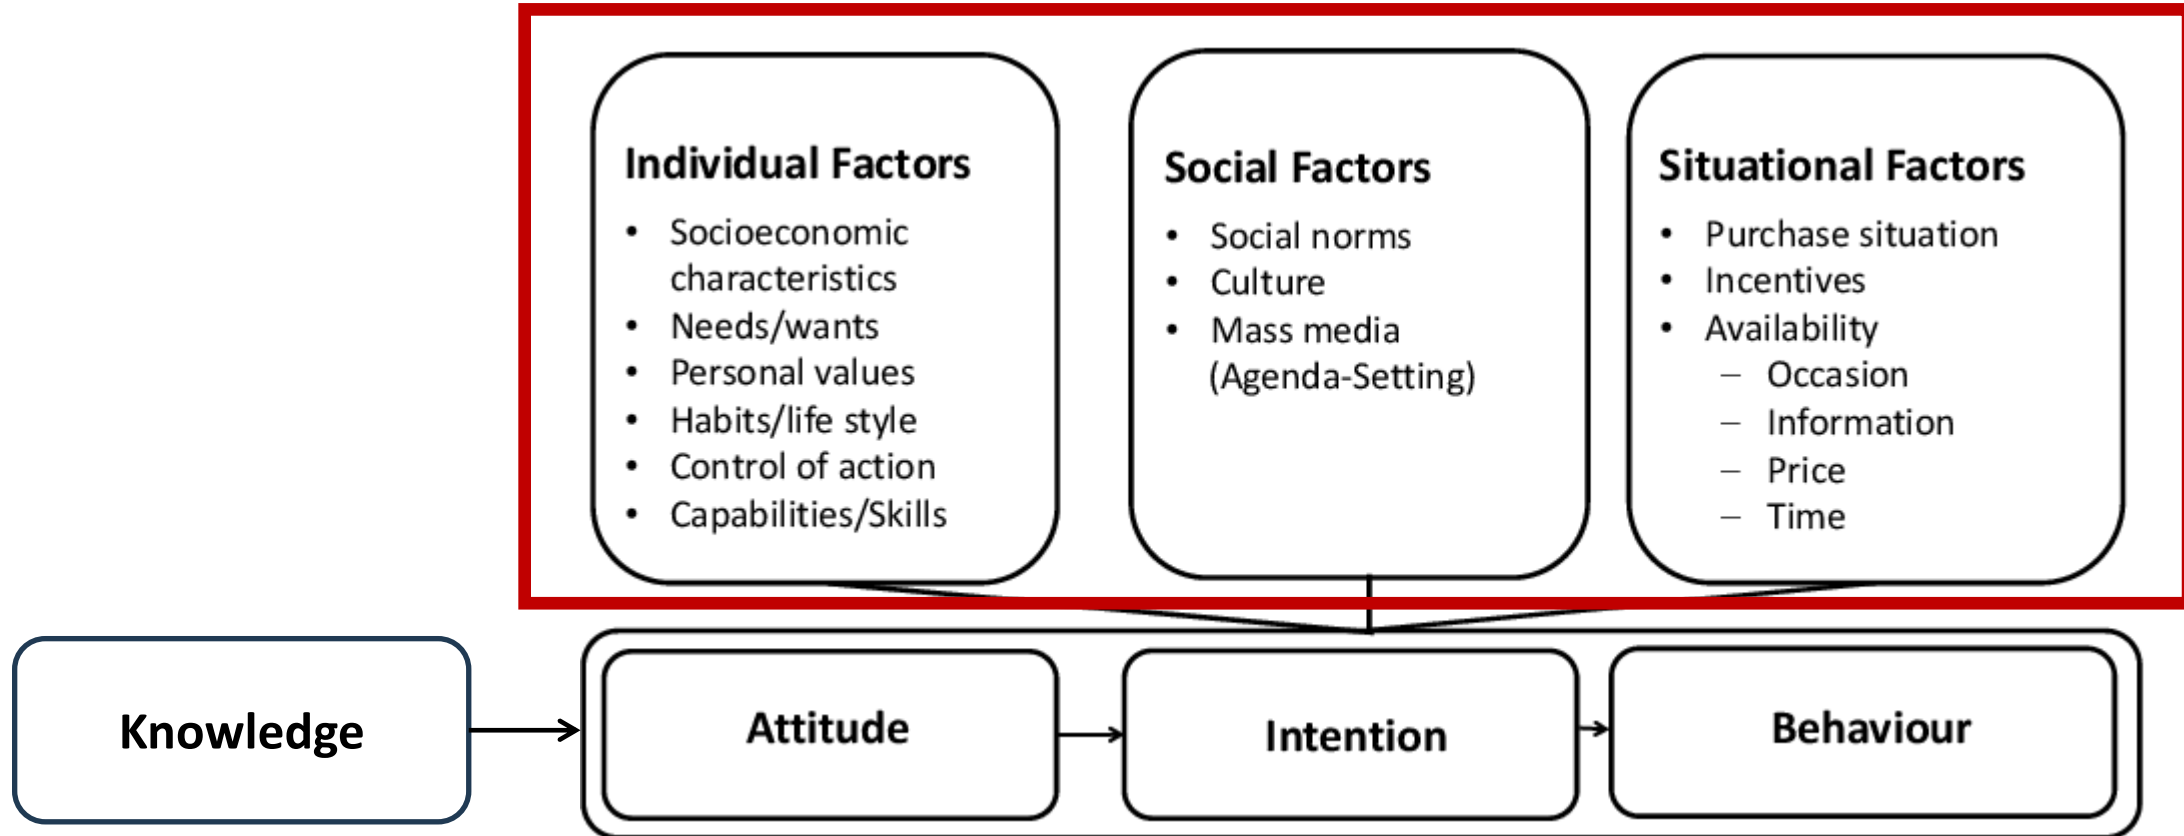 Individual Factors
• Socioeconomic
characteristics
• Needs/wants
• Personal values
• Habits/life style
• Control of action
• Capabilities/Skills
Social Factors
• Social norms
• Culture
• Mass media
(Agenda-Setting)
Situational Factors
• Purchase situation
• Incentives
• Availability
– Occasion
– Information
– Price
– Time
Knowledge
Attitude
Intention
Behaviour